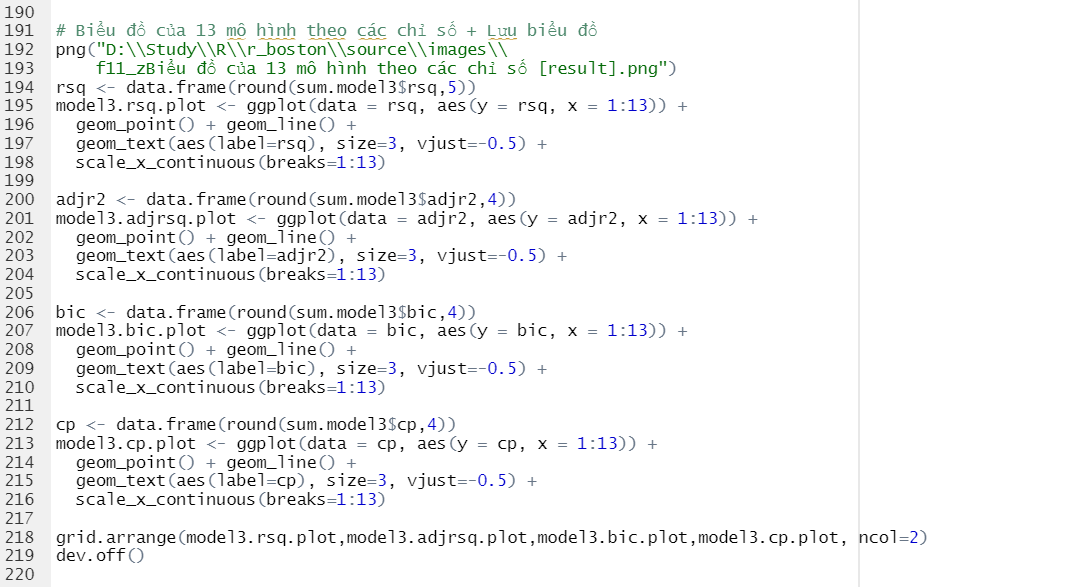 190
191 # Biểu đồ của 13 mô hình theo các chỉ số + Lưu biểu đồ
192 png("D:\\Study\\R\\r_boston\\source\\images\\
193     f11_zBiểu đồ của 13 mô hình theo các chỉ số [result].png")
194 rsq <- data.frame(round(sum.model3$rsq,5))
195 model3.rsq.plot <- ggplot(data = rsq, aes(y = rsq, x = 1:13)) +
196   geom_point() + geom_line() +
197   geom_text(aes(label=rsq), size=3, vjust=-0.5) +
198   scale_x_continuous(breaks=1:13)
199
200 adjr2 <- data.frame(round(sum.model3$adjr2,4))
201 model3.adjrsq.plot <- ggplot(data = adjr2, aes(y = adjr2, x = 1:13)) +
202   geom_point() + geom_line() +
203   geom_text(aes(label=adjr2), size=3, vjust=-0.5) +
204   scale_x_continuous(breaks=1:13)
205
206 bic <- data.frame(round(sum.model3$bic,4))
207 model3.bic.plot <- ggplot(data = bic, aes(y = bic, x = 1:13)) +
208   geom_point() + geom_line() +
209   geom_text(aes(label=bic), size=3, vjust=-0.5) +
210   scale_x_continuous(breaks=1:13)
211
212 cp <- data.frame(round(sum.model3$cp,4))
213 model3.cp.plot <- ggplot(data = cp, aes(y = cp, x = 1:13)) +
214   geom_point() + geom_line() +
215   geom_text(aes(label=cp), size=3, vjust=-0.5) +
216   scale_x_continuous(breaks=1:13)
217
218 grid.arrange(model3.rsq.plot,model3.adjrsq.plot,model3.bic.plot,model3.cp.plot, ncol=2)
219 dev.off()
220